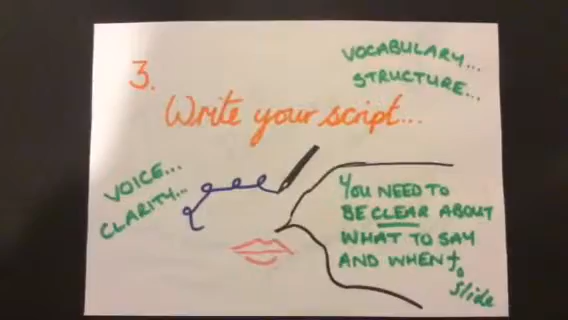 3.
VOCABULARY...
STRUCTURE...
Write your script...
VOICE...
CLARITY...
YOU NEED TO
BE CLEAR ABOUT
WHAT TO SAY
AND WHEN to
slide